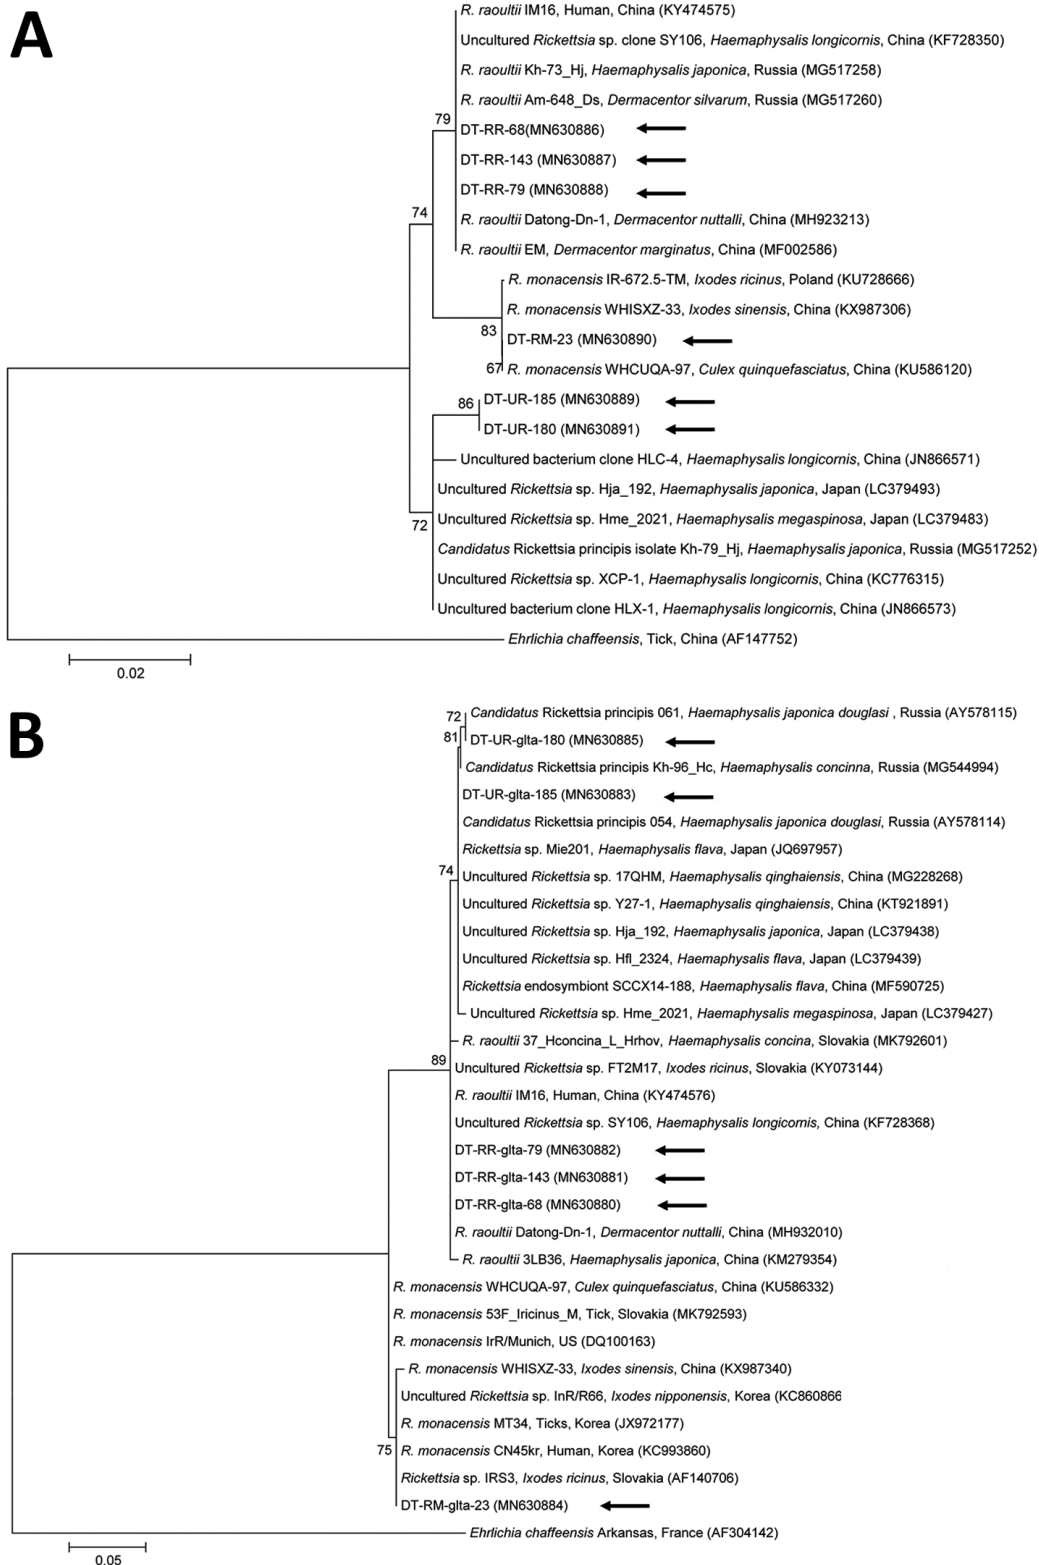 A
R. raoultii IM16, Human, China (KY474575)
Uncultured Rickettsia sp. clone SY106, Haemaphysalis longicornis, China (KF728350)
R. raoultii Kh-73_Hj, Haemaphysalis japonica, Russia (MG517258)
R. raoultii Am-648_Ds, Dermacentor silvarum, Russia (MG517260)
79
DT-RR-68(MN630886)
DT-RR-143 (MN630887)
DT-RR-79 (MN630888)
74
R. raoultii Datong-Dn-1, Dermacentor nuttalli, China (MH923213)
R. raoultii EM, Dermacentor marginatus, China (MF002586)
R. monacensis IR-672.5-TM, Ixodes ricinus, Poland (KU728666)
R. monacensis WHISXZ-33, Ixodes sinensis, China (KX987306)
83
DT-RM-23 (MN630890)
67
R. monacensis WHCUQA-97, Culex quinquefasciatus, China (KU586120)
86
DT-UR-185 (MN630889)
DT-UR-180 (MN630891)
Uncultured bacterium clone HLC-4, Haemaphysalis longicornis, China (JN866571)
Uncultured Rickettsia sp. Hja_192, Haemaphysalis japonica, Japan (LC379493)
Uncultured Rickettsia sp. Hme_2021, Haemaphysalis megaspinosa, Japan (LC379483)
72
Candidatus Rickettsia principis isolate Kh-79_Hj, Haemaphysalis japonica, Russia (MG517252)
Uncultured Rickettsia sp. XCP-1, Haemaphysalis longicornis, China (KC776315)
Uncultured bacterium clone HLX-1, Haemaphysalis longicornis, China (JN866573)
Ehrlichia chaffeensis, Tick, China (AF147752)
0.02
B
72
Candidatus Rickettsia principis 061, Haemaphysalis japonica douglasi , Russia (AY578115)
81
DT-UR-glta-180 (MN630885)
Candidatus Rickettsia principis Kh-96_Hc, Haemaphysalis concinna, Russia (MG544994)
DT-UR-glta-185 (MN630883)
Candidatus Rickettsia principis 054, Haemaphysalis japonica douglasi, Russia (AY578114)
Rickettsia sp. Mie201, Haemaphysalis flava, Japan (JQ697957)
74
Uncultured Rickettsia sp. 17QHM, Haemaphysalis qinghaiensis, China (MG228268)
Uncultured Rickettsia sp. Y27-1, Haemaphysalis qinghaiensis, China (KT921891)
Uncultured Rickettsia sp. Hja_192, Haemaphysalis japonica, Japan (LC379438)
Uncultured Rickettsia sp. Hfl_2324, Haemaphysalis flava, Japan (LC379439)
Rickettsia endosymbiont SCCX14-188, Haemaphysalis flava, China (MF590725)
Uncultured Rickettsia sp. Hme_2021, Haemaphysalis megaspinosa, Japan (LC379427)
R. raoultii 37_Hconcina_L_Hrhov, Haemaphysalis concina, Slovakia (MK792601)
89
Uncultured Rickettsia sp. FT2M17, Ixodes ricinus, Slovakia (KY073144)
R. raoultii IM16, Human, China (KY474576)
Uncultured Rickettsia sp. SY106, Haemaphysalis longicornis, China (KF728368)
DT-RR-glta-79 (MN630882)
DT-RR-glta-143 (MN630881)
DT-RR-glta-68 (MN630880)
R. raoultii Datong-Dn-1, Dermacentor nuttalli, China (MH932010)
R. raoultii 3LB36, Haemaphysalis japonica, China (KM279354)
R. monacensis WHCUQA-97, Culex quinquefasciatus, China (KU586332)
R. monacensis 53F_Iricinus_M, Tick, Slovakia (MK792593)
R. monacensis IrR/Munich, US (DQ100163)
R. monacensis WHISXZ-33, Ixodes sinensis, China (KX987340)
Uncultured Rickettsia sp. InR/R66, Ixodes nipponensis, Korea (KC860866
R. monacensis MT34, Ticks, Korea (JX972177)
75
R. monacensis CN45kr, Human, Korea (KC993860)
Rickettsia sp. IRS3, Ixodes ricinus, Slovakia (AF140706)
DT-RM-glta-23 (MN630884)
Ehrlichia chaffeensis Arkansas, France (AF304142)
0.05